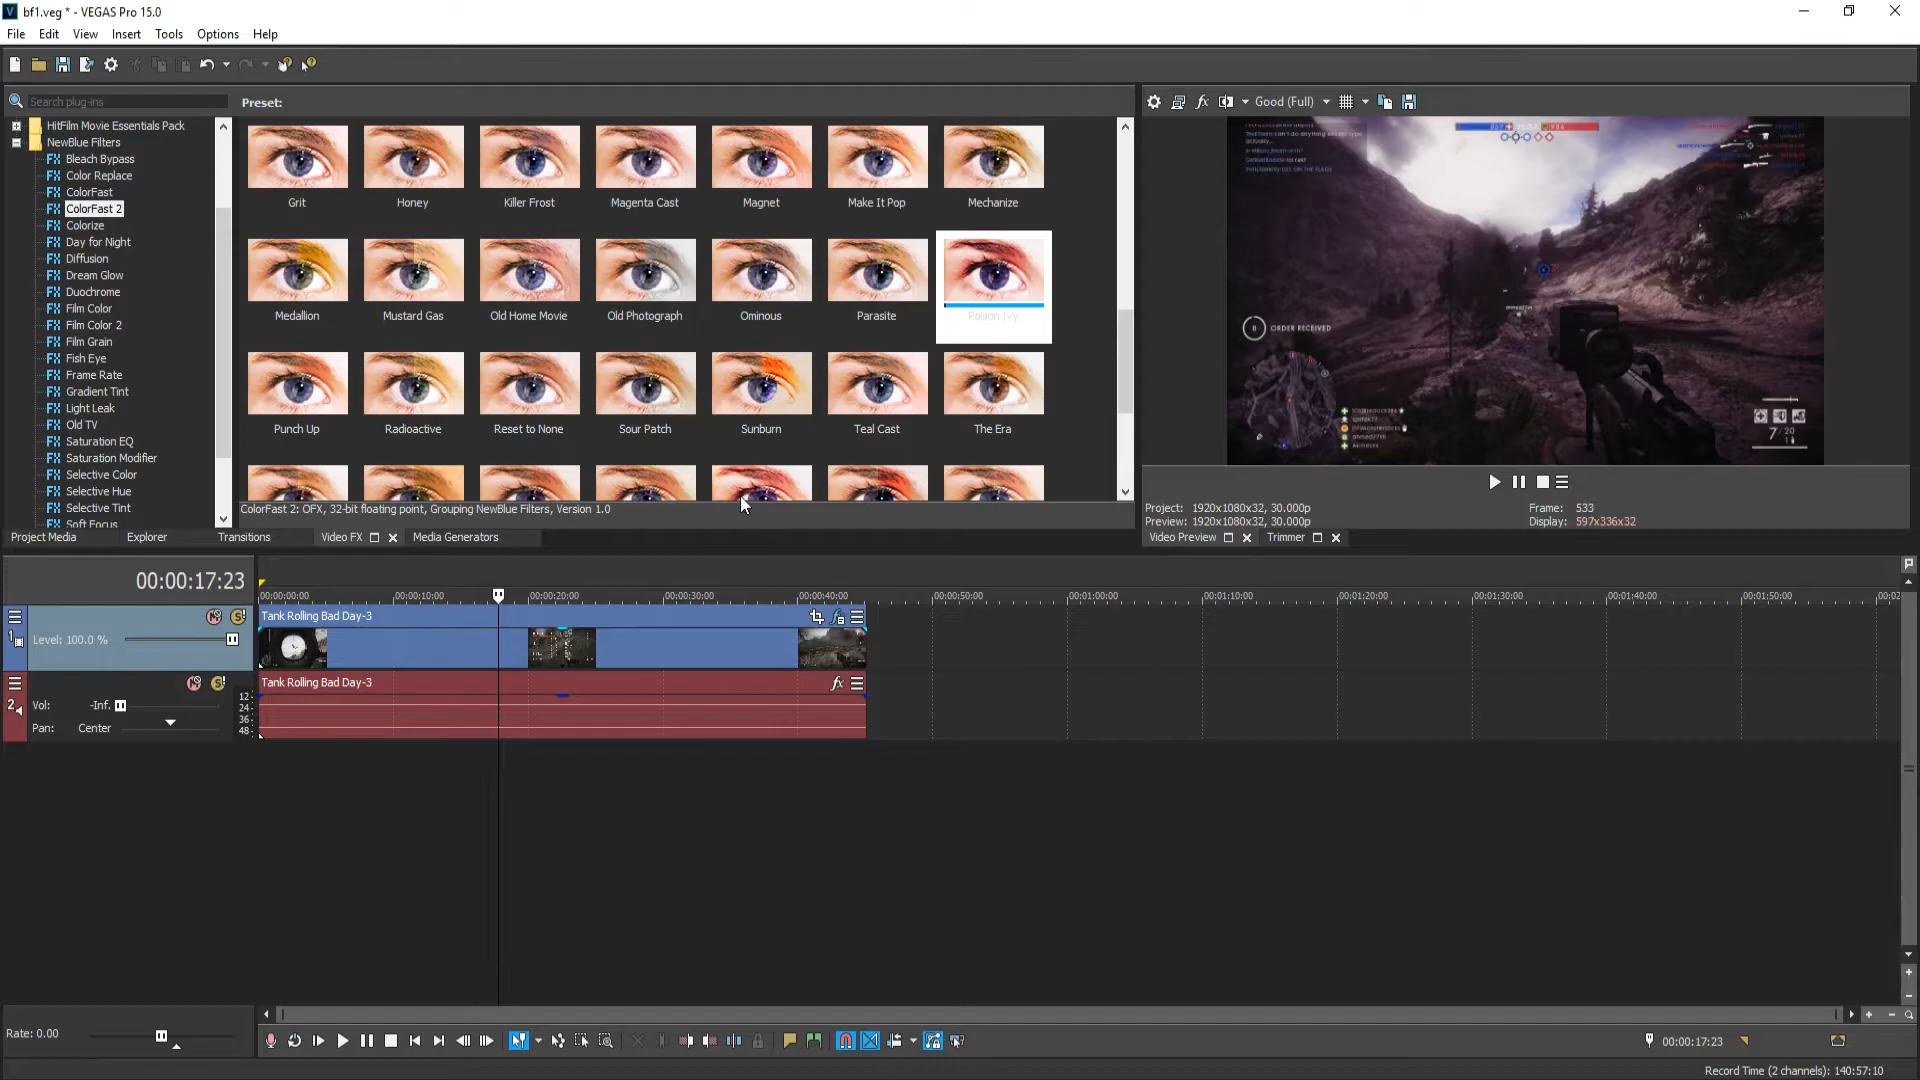 bf1.veg * - VEGAS Pro 15.0
File Edit View Insert Tools Options Help
Search plug-ins
Preset:
Good (Full)
HitFilm Movie Essentials Pack
NewBlue Filters
Bleach Bypass
Color Replace
ColorFast
ColorFast 2
Colorize
Day for Night
Diffusion
Dream Glow
Duochrome
Film Color
Film Color 2
Film Grain
Fish Eye
Frame Rate
Gradient Tint
Light Leak
Old TV
Saturation EQ
Saturation Modifier
Selective Color
Selective Hue
Selective Tint
Soft Focus
Grit Honey Killer Frost Magenta Cast Magnet Make It Pop Mechanize
Medallion Mustard Gas Old Home Movie Old Photograph Ominous Parasite Poison Ivy
Punch Up Radioactive Reset to None Sour Patch Sunburn Teal Cast The Era
ColorFast 2: OFX, 32-bit floating point, Grouping NewBlue Filters, Version 1.0
ORDER RECEIVED
7/20
Project: 1920x1080x32, 30.000p
Preview: 1920x1080x32, 30.000p
Frame: 533
Display: 597x336x32
Project Media Explorer Transitions Video FX Media Generators
Video Preview Trimmer
00:00:17:23
00:00:00:00 00:00:10:00 00:00:20:00 00:00:30:00 00:00:40:00 00:00:50:00 00:01:00:00 00:01:10:00 00:01:20:00 00:01:30:00 00:01:40:00 00:01:50:00 00:02
1
Level: 100.0 %
Tank Rolling Bad Day-3
2
Vol: -Inf.
Pan: Center
12
24
36
48
Tank Rolling Bad Day-3
Rate: 0.00
00:00:17:23
Record Time (2 channels): 140:57:10